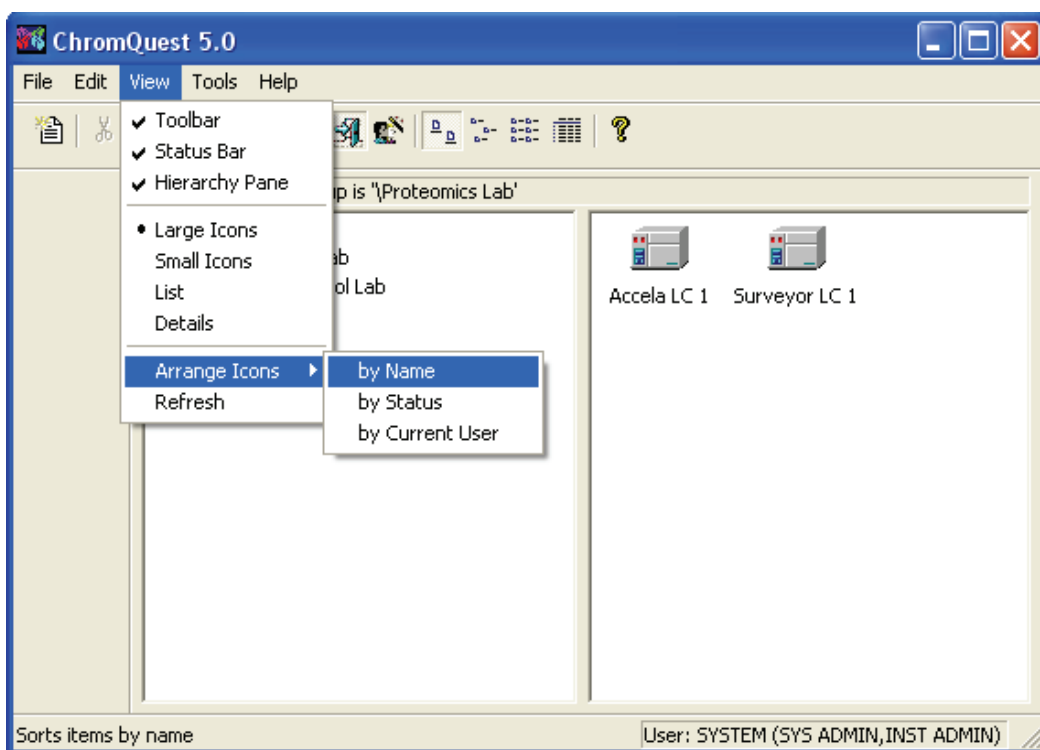 ChromQuest 5.0
File Edit View Tools Help
Toolbar
Status Bar
Hierarchy Pane
is "\Proteomics Lab'
Large Icons
Small Icons
ol Lab
List
Details
Accela LC 1 Surveyor LC 1
Arrange Icons by Name
Refresh by Status
by Current User
Sorts items by name User: SYSTEM (SYS ADMIN,INST ADMIN)